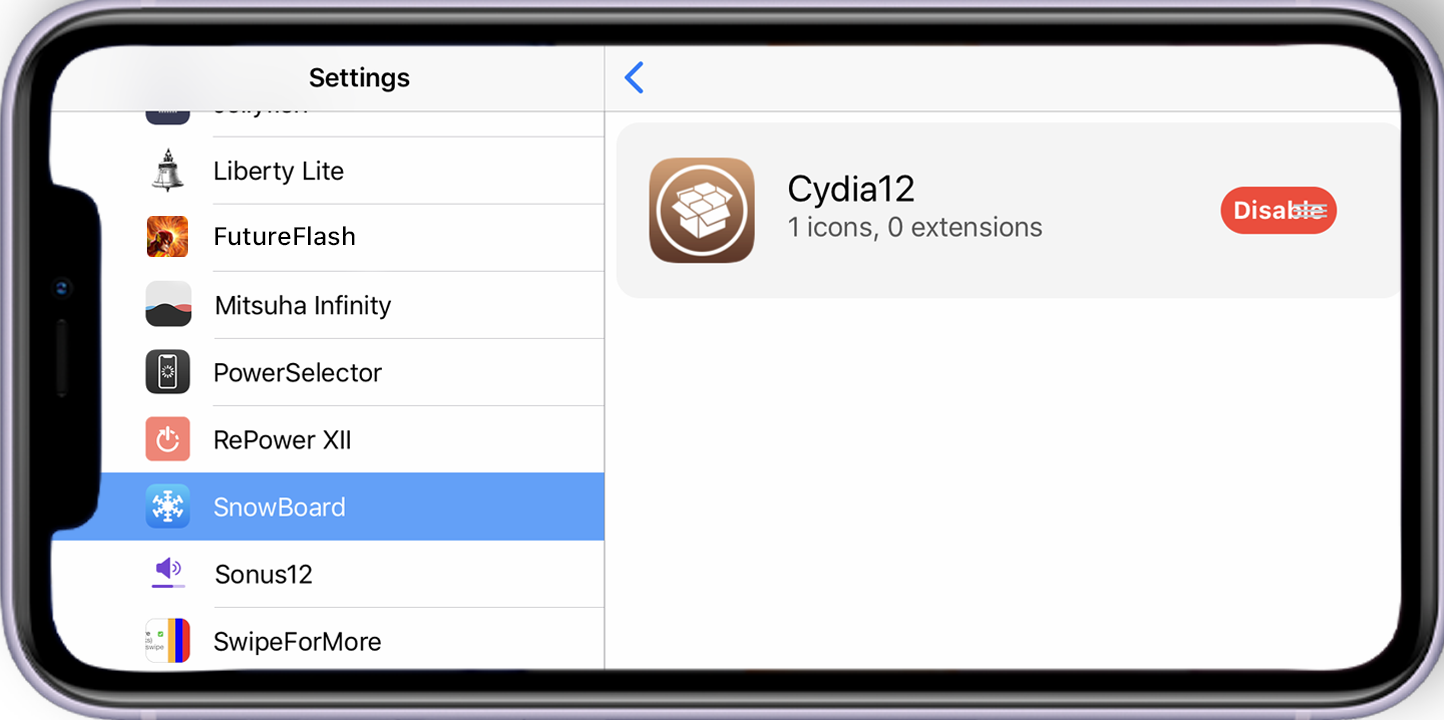 Settings
Liberty Lite
FutureFlash
Mitsuha Infinity
PowerSelector
RePower XII
SnowBoard
Sonus12
SwipeForMore
Cydia12
1 icons, 0 extensions
Disable